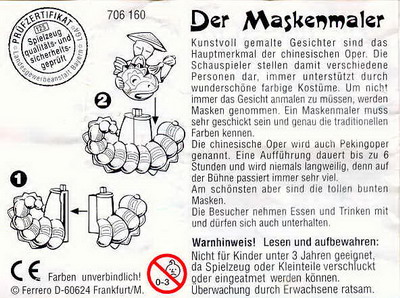 PRÜFZERTIFIKAT
LGA
Spielzeug
qualitäts- und
sicherheits-
geprüft
Landesgewerbeanstalt Bayern
706 160
2
1
CE Farben unverbindlich!
© Ferrero D-60624 Frankfurt/M.
0-3
Der Maskenmaler
Kunstvoll gemalte Gesichter sind das
Hauptmerkmal der chinesischen Oper. Die
Schauspieler stellen damit verschiedene
Personen dar, immer unterstützt durch
wunderschöne farbige Kostüme. Um nicht
immer das Gesicht anmalen zu müssen, werden
Masken genommen. Ein Maskenmaler muss
sehr geschickt sein und genau die traditionellen
Farben kennen.
Die chinesische Oper wird auch Pekingoper
genannt. Eine Aufführung dauert bis zu 6
Stunden und wird niemals langweilig, denn auf
der Bühne passiert immer sehr viel.
Am schönsten aber sind die tollen bunten
Masken.
Die Besucher nehmen Essen und Trinken mit
und dürfen sich auch unterhalten.
Warnhinweis! Lesen und aufbewahren:
Nicht für Kinder unter 3 Jahren geeignet,
da Spielzeug oder Kleinteile verschluckt
oder eingeatmet werden können.
Überwachung durch Erwachsene ratsam.